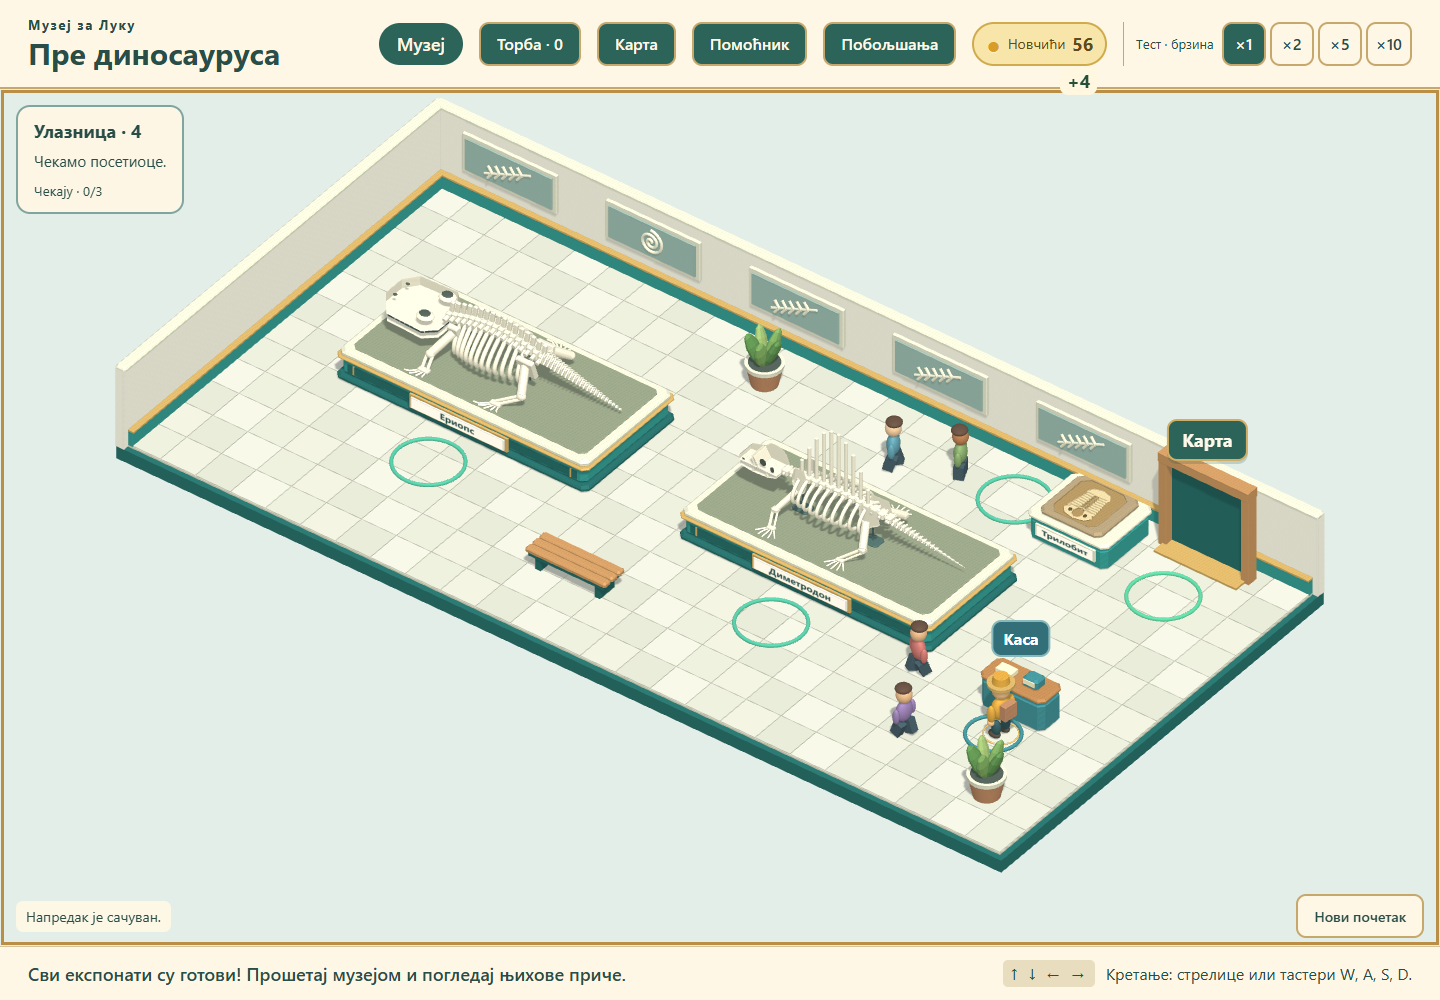 Музеј за Луку
Пре диносауруса
Музеј
Торба · 0
Карта
Помоћник
Побољшања
Новчићи 56
Тест · брзина
×1
×2
×5
×10
+4
Улазница · 4
Чекамо посетиоце.
Чекају · 0/3
Карта
Ериопс
Трилобит
Диметродон
Каса
Напредак је сачуван.
Нови почетак
Сви експонати су готови! Прошетај музејом и погледај њихове приче.
↑ ↓ ← →
Кретање: стрелице или тастери W, A, S, D.